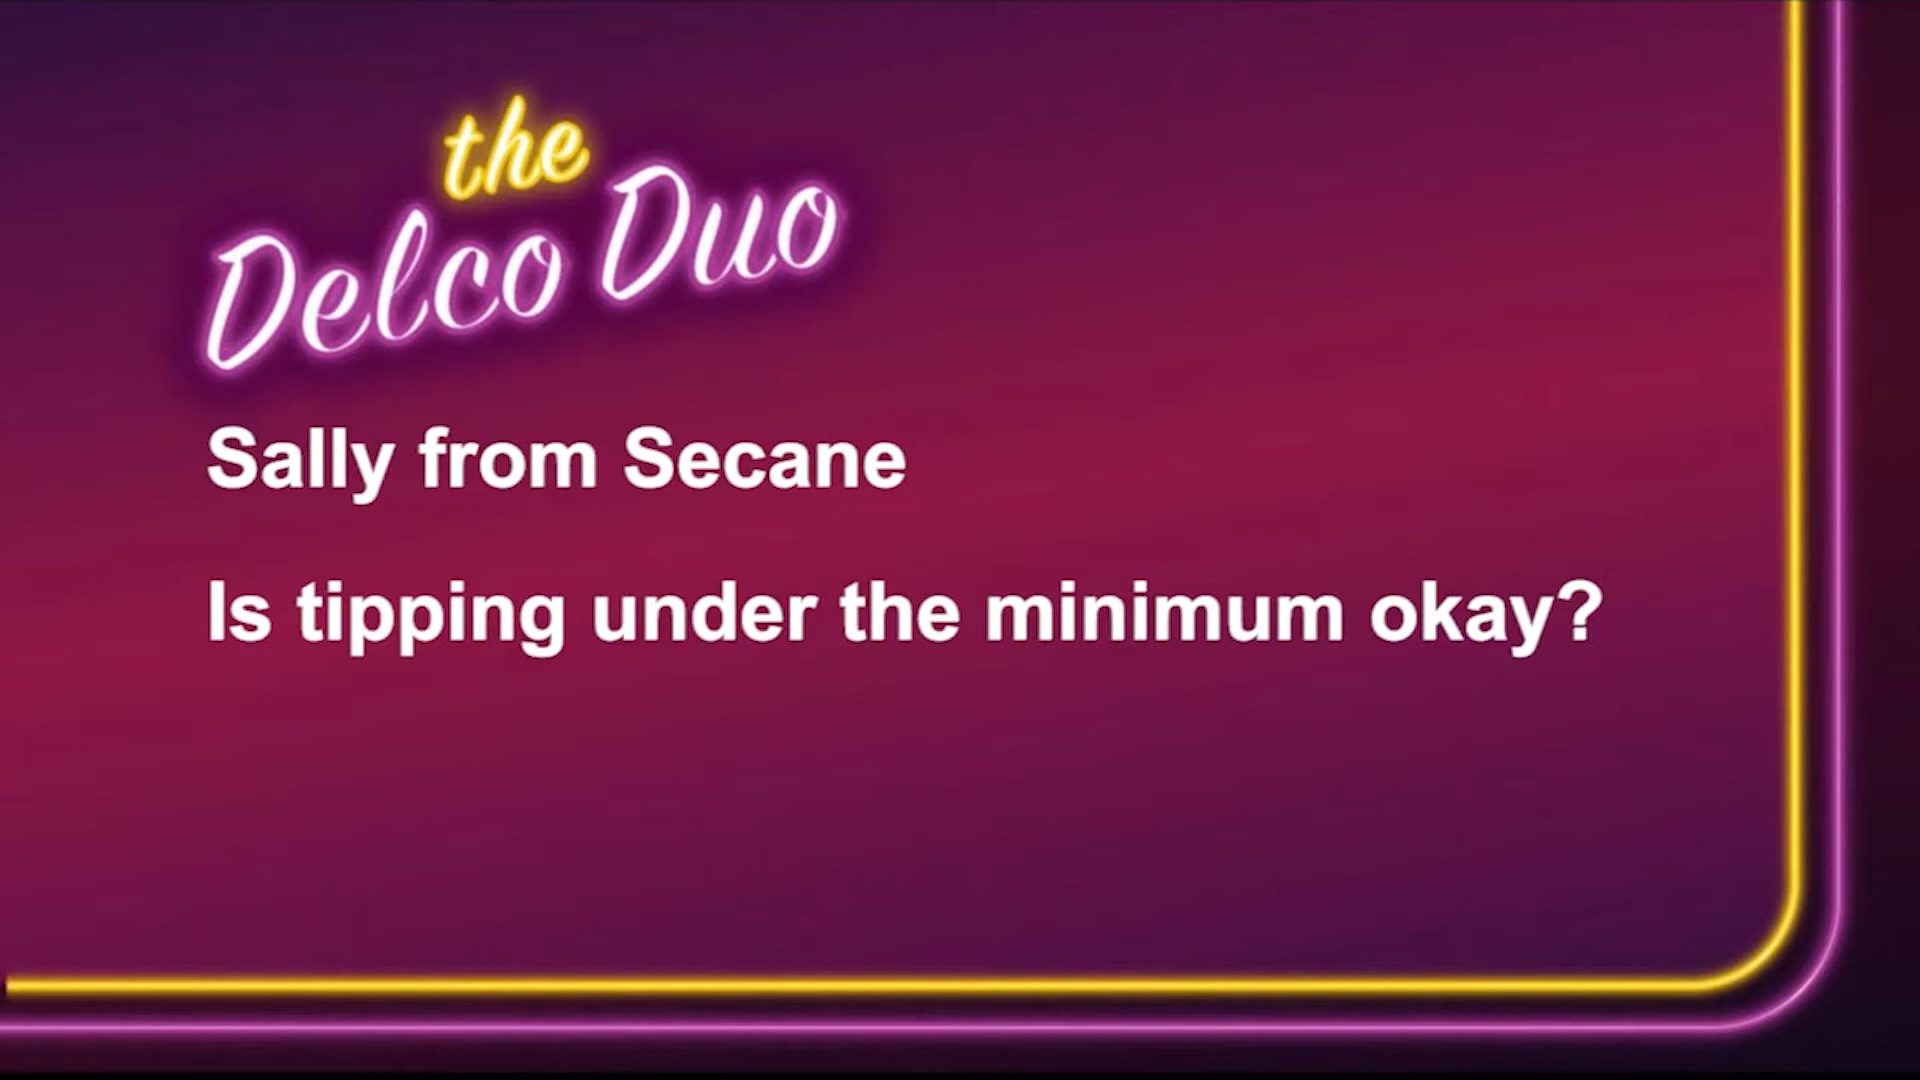 the
Delco Duo
Sally from Secane
Is tipping under the minimum okay?